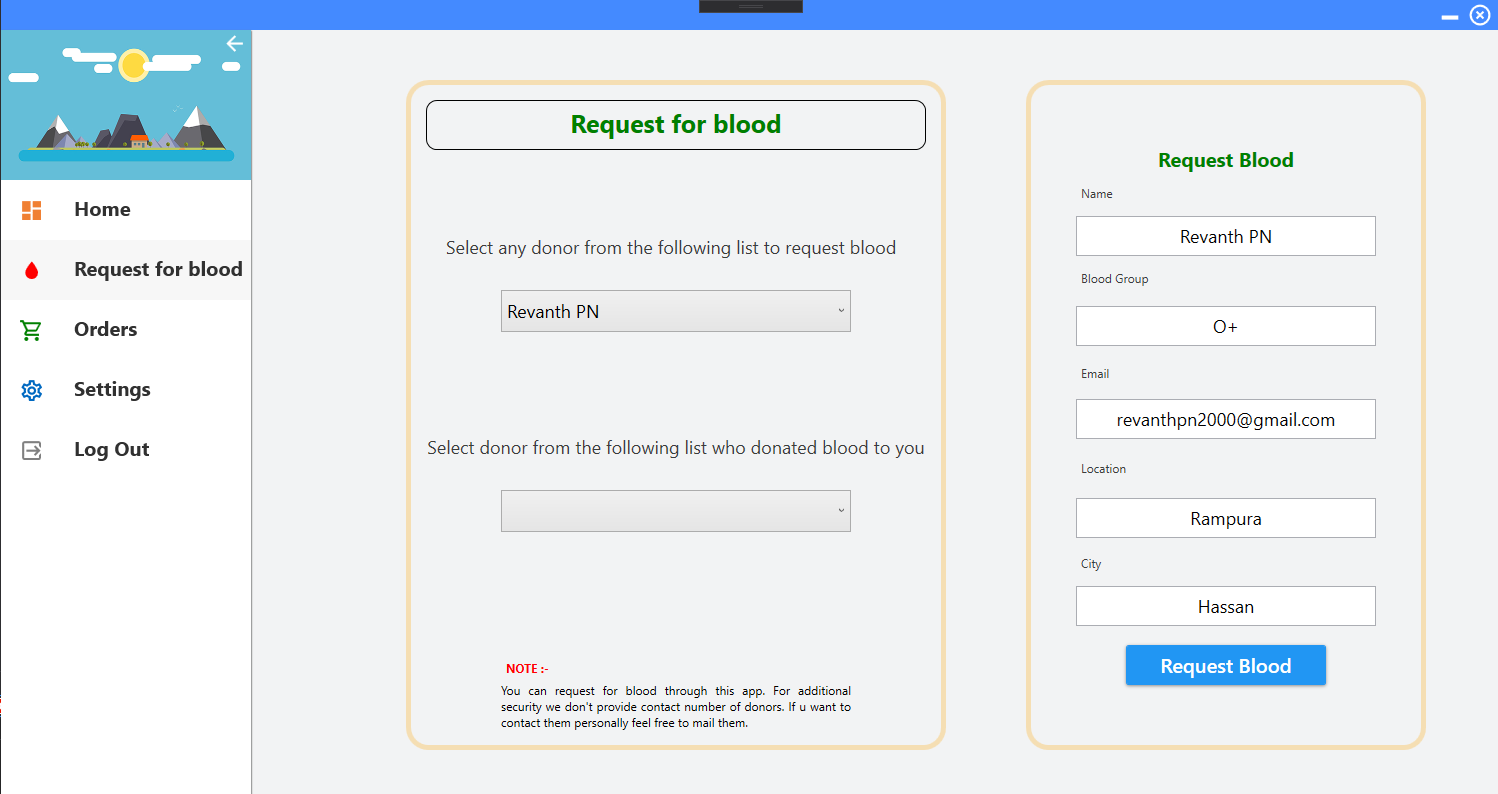 Home
Request for blood
Orders
Settings
Log Out
Request for blood
Select any donor from the following list to request blood
Revanth PN
Select donor from the following list who donated blood to you
NOTE :-
You can request for blood through this app. For additional
security we don't provide contact number of donors. If u want to
contact them personally feel free to mail them.
Request Blood
Name
Revanth PN
Blood Group
O+
Email
revanthpn2000@gmail.com
Location
Rampura
City
Hassan
Request Blood